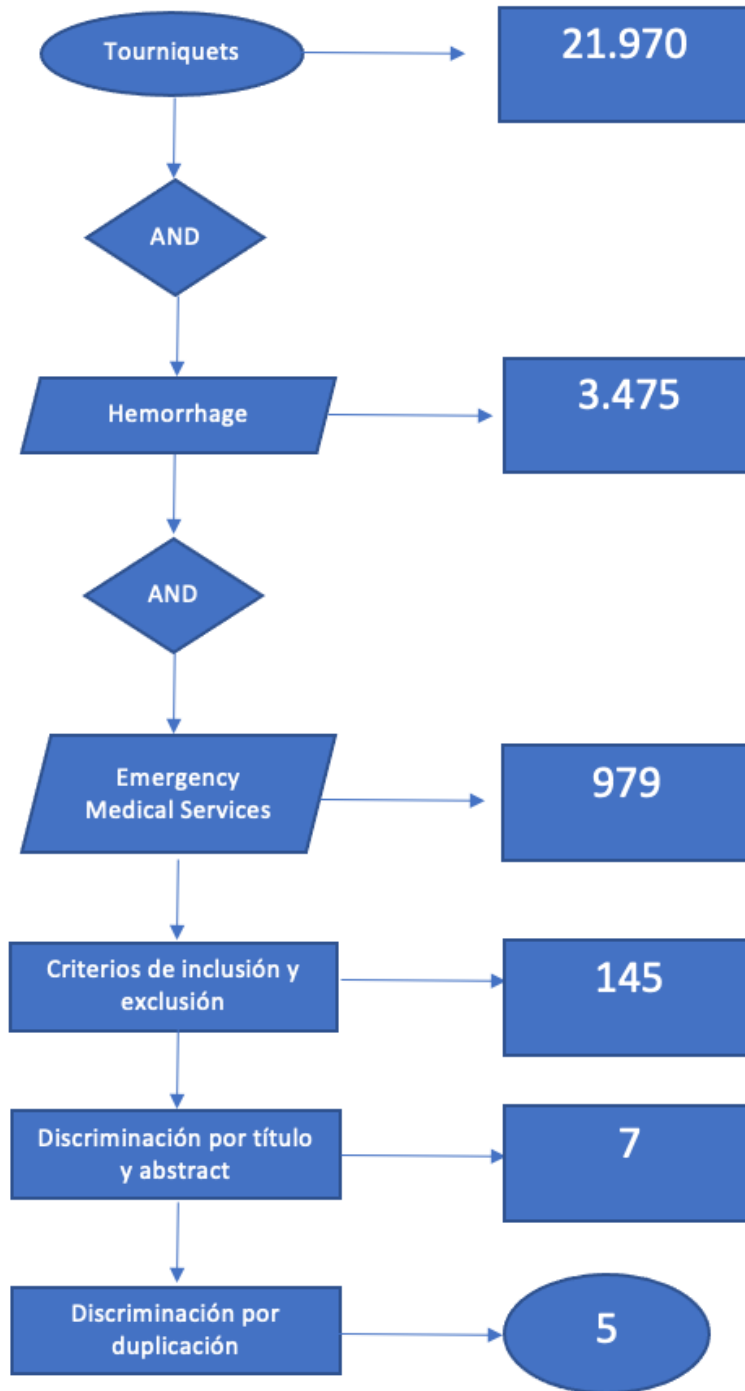 Tourniquets
21.970
AND
Hemorrhage
3.475
AND
Emergency
Medical Services
979
Criterios de inclusión y
exclusión
145
Discriminación por título
y abstract
7
Discriminación por
duplicación
5